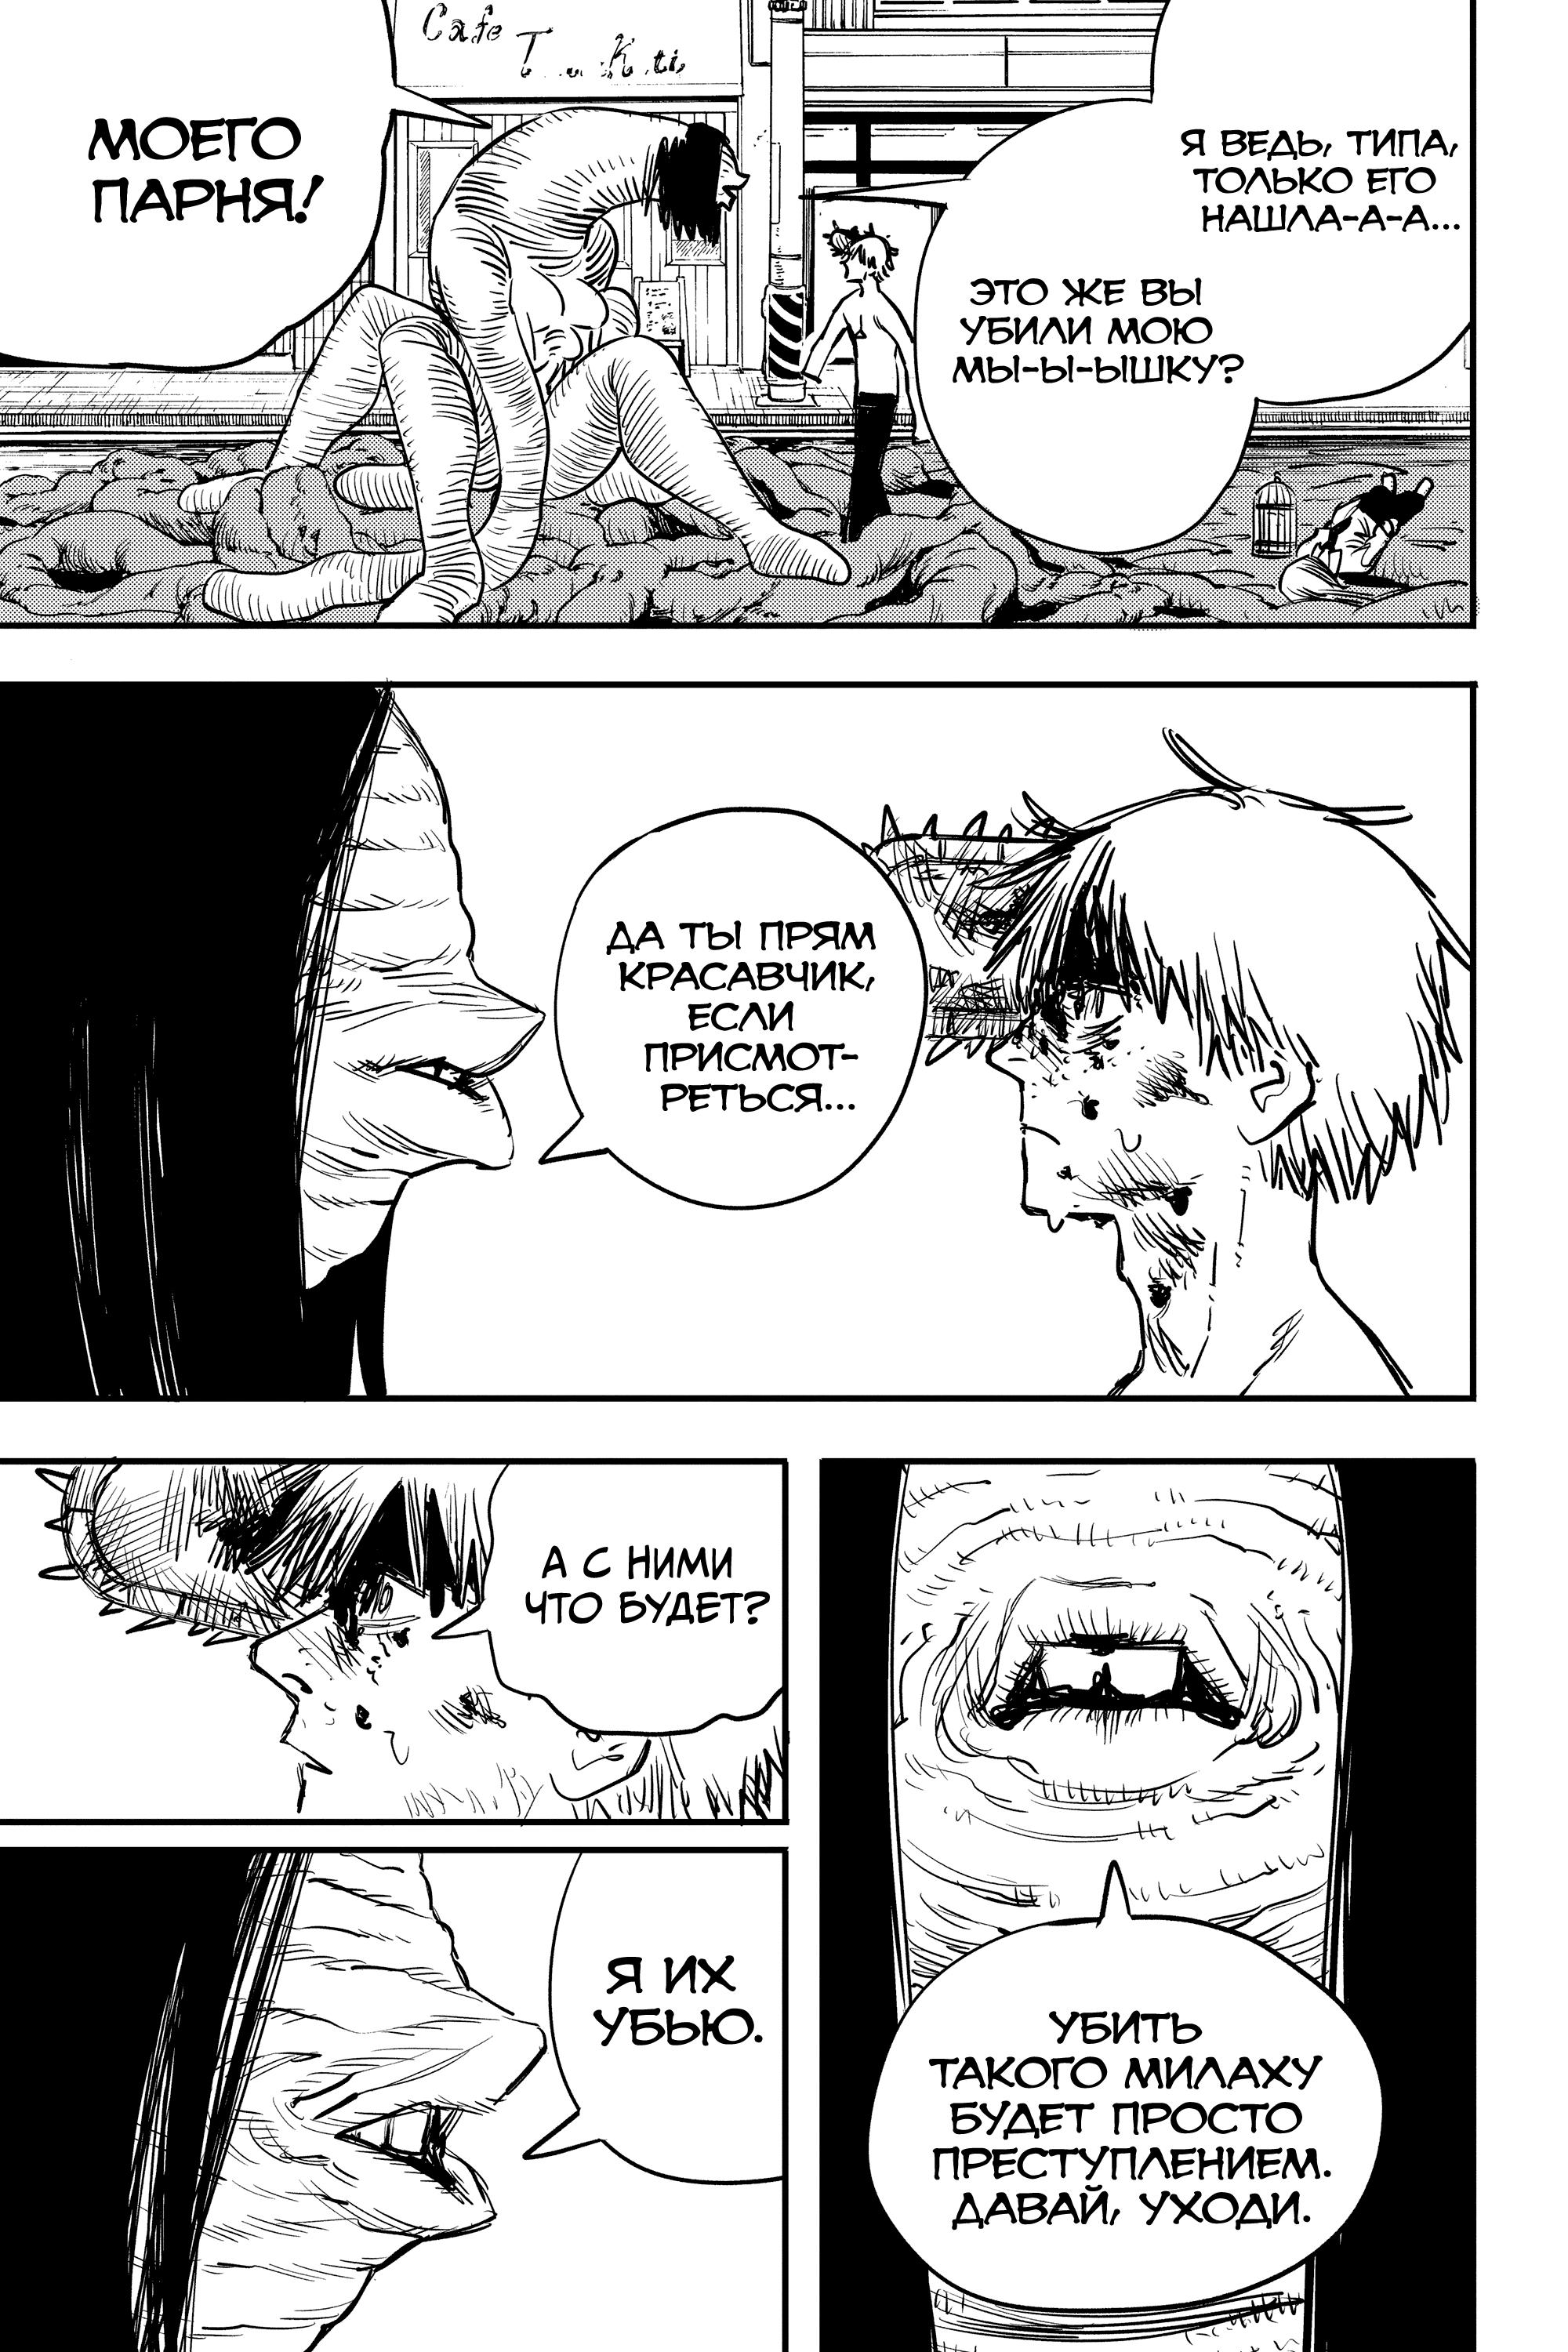 Я ВЕДЬ, ТИПА,
ТОЛЬКО ЕГО
НАШЛА-А-А...
ЭТО ЖЕ ВЫ
УБИЛИ МОЮ
МЫ-Ы-ЫШКУ?
Cafe
МОЕГО
ПАРНЯ!
ДА ТЫ ПРЯМ
КРАСАВЧИК,
ЕСЛИ
ПРИСМОТ-
РЕТЬСЯ...
УБИТЬ
ТАКОГО МИЛАХУ
БУДЕТ ПРОСТО
ПРЕСТУПЛЕНИЕМ.
ДАВАЙ, УХОДИ.
А С НИМИ
ЧТО БУДЕТ?
Я ИХ
УБЬЮ.